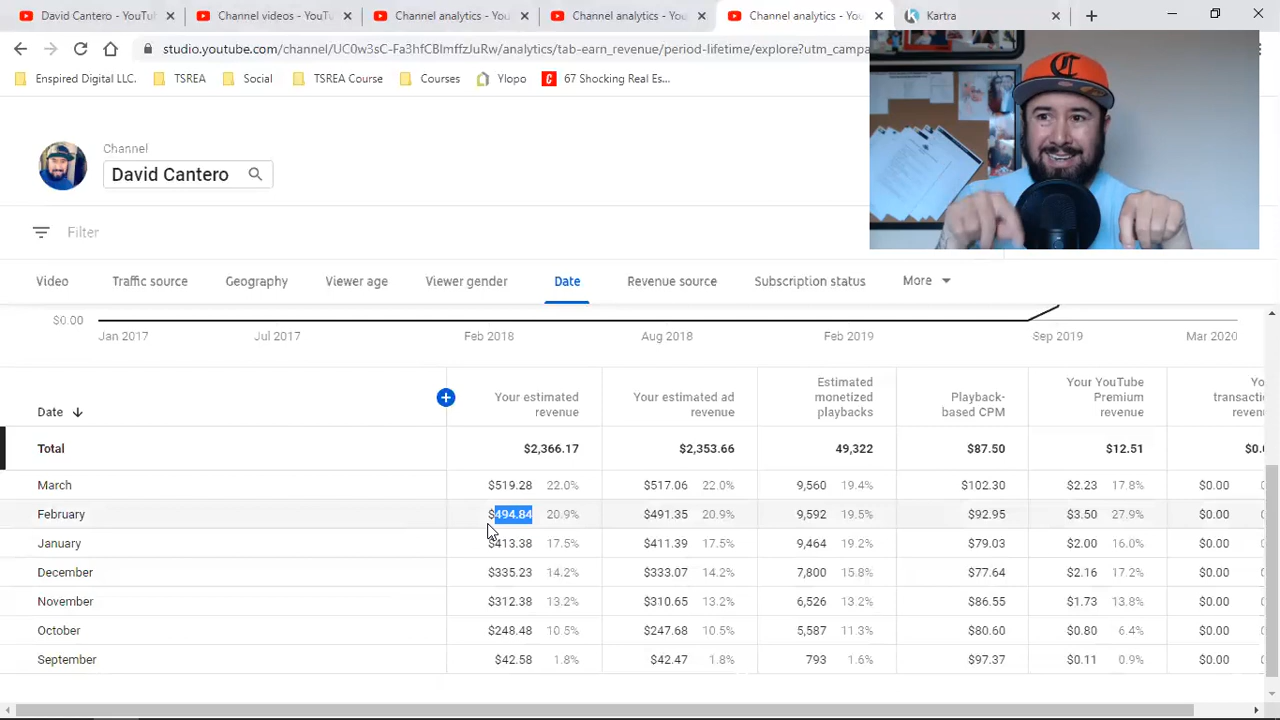 David Cantero - YouT
Channel videos - YouT
Channel analytics - Y
Channel analytics - Yo
Channel analytics - Yo
Kartra
studio.youtube.com/channel/UC0w3sC-Fa3hfCBlmffzJuRw/analytics/tab-earn_revenue/period-lifetime/explore?utm_campa
Enspired Digital LLC.
TSREA
Social
TSREA Course
Courses
Ylopo
67 Shocking Real Es...
Channel
David Cantero
Filter
Video
Traffic source
Geography
Viewer age
Viewer gender
Date
Revenue source
Subscription status
More
$0.00
Jan 2017
Jul 2017
Feb 2018
Aug 2018
Feb 2019
Sep 2019
Mar 2020
Date
Your estimated
revenue
Your estimated ad
revenue
Estimated
monetized
playbacks
Playback-
based CPM
Your YouTube
Premium
revenue
Yo
transacti
revenu
Total $2,366.17 $2,353.66 49,322 $87.50 $12.51 $0.
March $519.28 22.0% $517.06 22.0% 9,560 19.4% $102.30 $2.23 17.8% $0.00
February $494.84 20.9% $491.35 20.9% 9,592 19.5% $92.95 $3.50 27.9% $0.00
January $413.38 17.5% $411.39 17.5% 9,464 19.2% $79.03 $2.00 16.0% $0.00
December $335.23 14.2% $333.07 14.2% 7,800 15.8% $77.64 $2.16 17.2% $0.00
November $312.38 13.2% $310.65 13.2% 6,526 13.2% $86.55 $1.73 13.8% $0.00
October $248.48 10.5% $247.68 10.5% 5,587 11.3% $80.60 $0.80 6.4% $0.00
September $42.58 1.8% $42.47 1.8% 793 1.6% $97.37 $0.11 0.9% $0.00